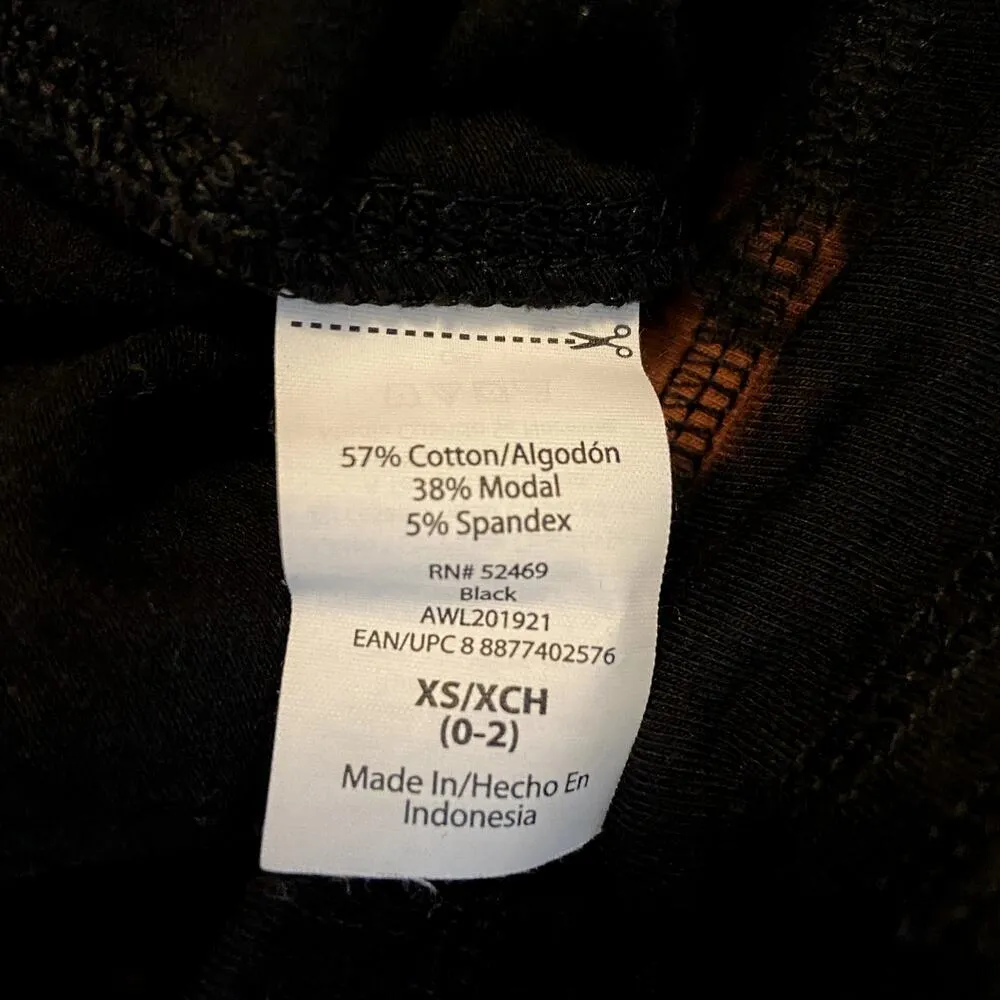 57% Cotton/Algodón
38% Modal
5% Spandex
RN# 52469
Black
AWL201921
EAN/UPC 8 8877402576
XS/XCH
(0-2)
Made In/Hecho En
Indonesia